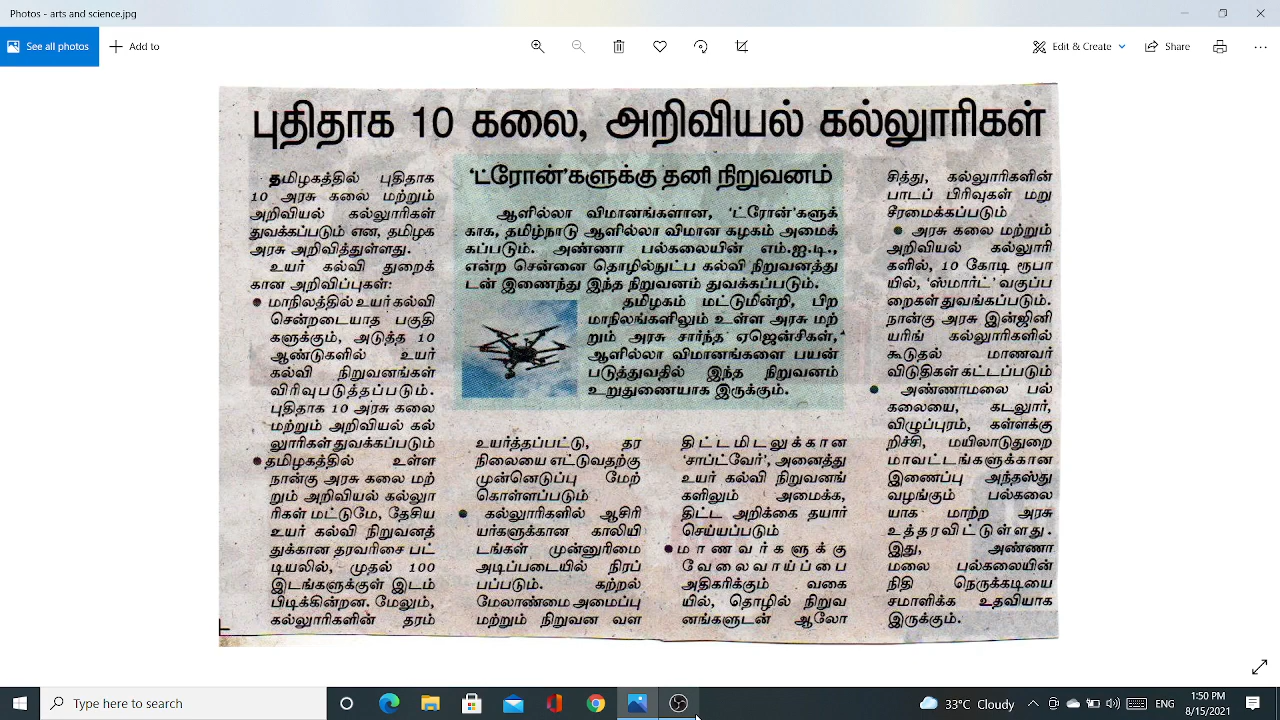 Photos - arts and science.jpg
See all photos
Add to
Edit & Create
Share
புதிதாக 10 கலை, அறிவியல் கல்லூரிகள்
தமிழகத்தில் புதிதாக
10 அரசு கலை மற்றும்
அறிவியல் கல்லூரிகள்
துவக்கப்படும் என, தமிழக
அரசு அறிவித்துள்ளது.
உயர் கல்வி துறைக்
கான அறிவிப்புகள்:
● மாநிலத்தில் உயர் கல்வி
சென்றடையாத பகுதி
களுக்கும், அடுத்த 10
ஆண்டுகளில் உயர்
கல்வி நிறுவனங்கள்
விரிவுபடுத்தப்படும்.
புதிதாக 10 அரசு கலை
மற்றும் அறிவியல் கல்
லூரிகள் துவக்கப்படும்
● தமிழகத்தில் உள்ள
நான்கு அரசு கலை மற்
றும் அறிவியல் கல்லூ
ரிகள் மட்டுமே, தேசிய
உயர் கல்வி நிறுவனத்
துக்கான தரவரிசை பட்
டியலில், முதல் 100
இடங்களுக்குள் இடம்
பிடிக்கின்றன. மேலும்,
கல்லூரிகளின் தரம்
'ட்ரோன்'களுக்கு தனி நிறுவனம்
ஆளில்லா விமானங்களான, 'ட்ரோன்'களுக்
காக, தமிழ்நாடு ஆளில்லா விமான கழகம் அமைக்
கப்படும். அண்ணா பல்கலையின் எம்.ஐ.டி.,
என்ற சென்னை தொழில்நுட்ப கல்வி நிறுவனத்து
டன் இணைந்து இந்த நிறுவனம் துவக்கப்படும்.
தமிழகம் மட்டுமின்றி, பிற
மாநிலங்களிலும் உள்ள அரசு மற்
றும் அரசு சார்ந்த ஏஜென்சிகள்,
ஆளில்லா விமானங்களை பயன்
படுத்துவதில் இந்த நிறுவனம்
உறுதுணையாக இருக்கும்.
உயர்த்தப்பட்டு, தர
நிலையை எட்டுவதற்கு
முன்னெடுப்பு மேற்
கொள்ளப்படும்
● கல்லூரிகளில் ஆசிரி
யர்களுக்கான காலியி
டங்கள் முன்னுரிமை
அடிப்படையில் நிரப்
பப்படும். கற்றல்
மேலாண்மை அமைப்பு
மற்றும் நிறுவன வள
திட்டமிடலுக்கான
'சாப்ட்வேர்', அனைத்து
உயர் கல்வி நிறுவனங்
களிலும் அமைக்க,
திட்ட அறிக்கை தயார்
செய்யப்படும்
● மாணவர்களுக்கு
வேலைவாய்ப்பை
அதிகரிக்கும் வகை
யில், தொழில் நிறுவ
னங்களுடன் ஆலோ
சித்து, கல்லூரிகளின்
பாடப் பிரிவுகள் மறு
சீரமைக்கப்படும்
● அரசு கலை மற்றும்
அறிவியல் கல்லூரி
களில், 10 கோடி ரூபா
யில், 'ஸ்மார்ட்' வகுப்ப
றைகள் துவங்கப்படும்.
நான்கு அரசு இன்ஜினி
யரிங் கல்லூரிகளில்
கூடுதல் மாணவர்
விடுதிகள் கட்டப்படும்
● அண்ணாமலை பல்
கலையை, கடலூர்,
விழுப்புரம், கள்ளக்கு
றிச்சி, மயிலாடுதுறை
மாவட்டங்களுக்கான
இணைப்பு அந்தஸ்து
வழங்கும் பல்கலை
யாக மாற்ற அரசு
உத்தரவிட்டுள்ளது.
இது, அண்ணா
மலை பல்கலையின்
நிதி நெருக்கடியை
சமாளிக்க உதவியாக
இருக்கும்.
Type here to search
33°C Cloudy
ENG
1:50 PM
8/15/2021